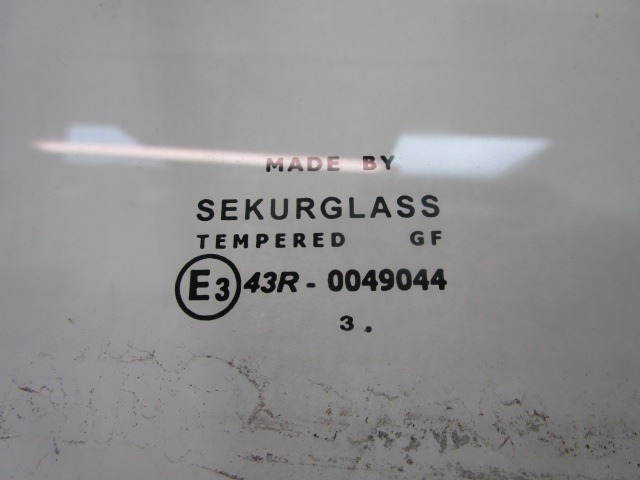 MADE BY
SEKURGLASS
TEMPERED GF
E3 43R - 0049044
3 .